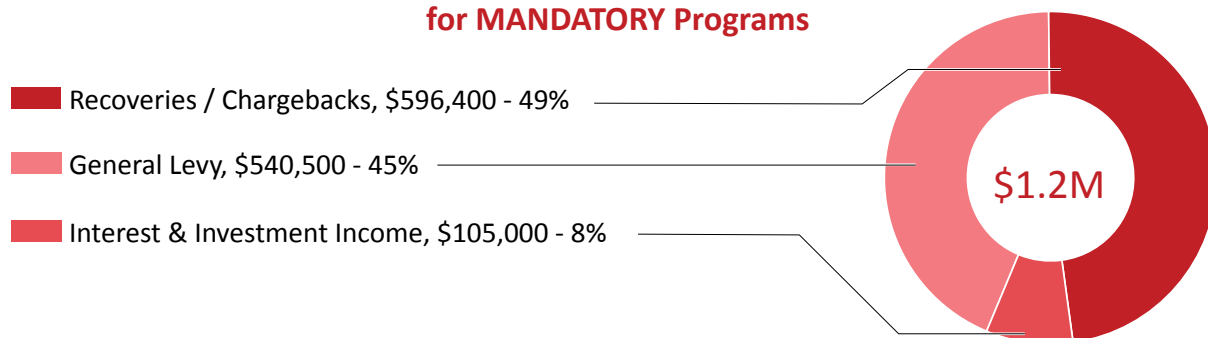 for MANDATORY Programs
Recoveries / Chargebacks, $596,400 - 49%
General Levy, $540,500 - 45%
$1.2M
Interest & Investment Income, $105,000 - 8%